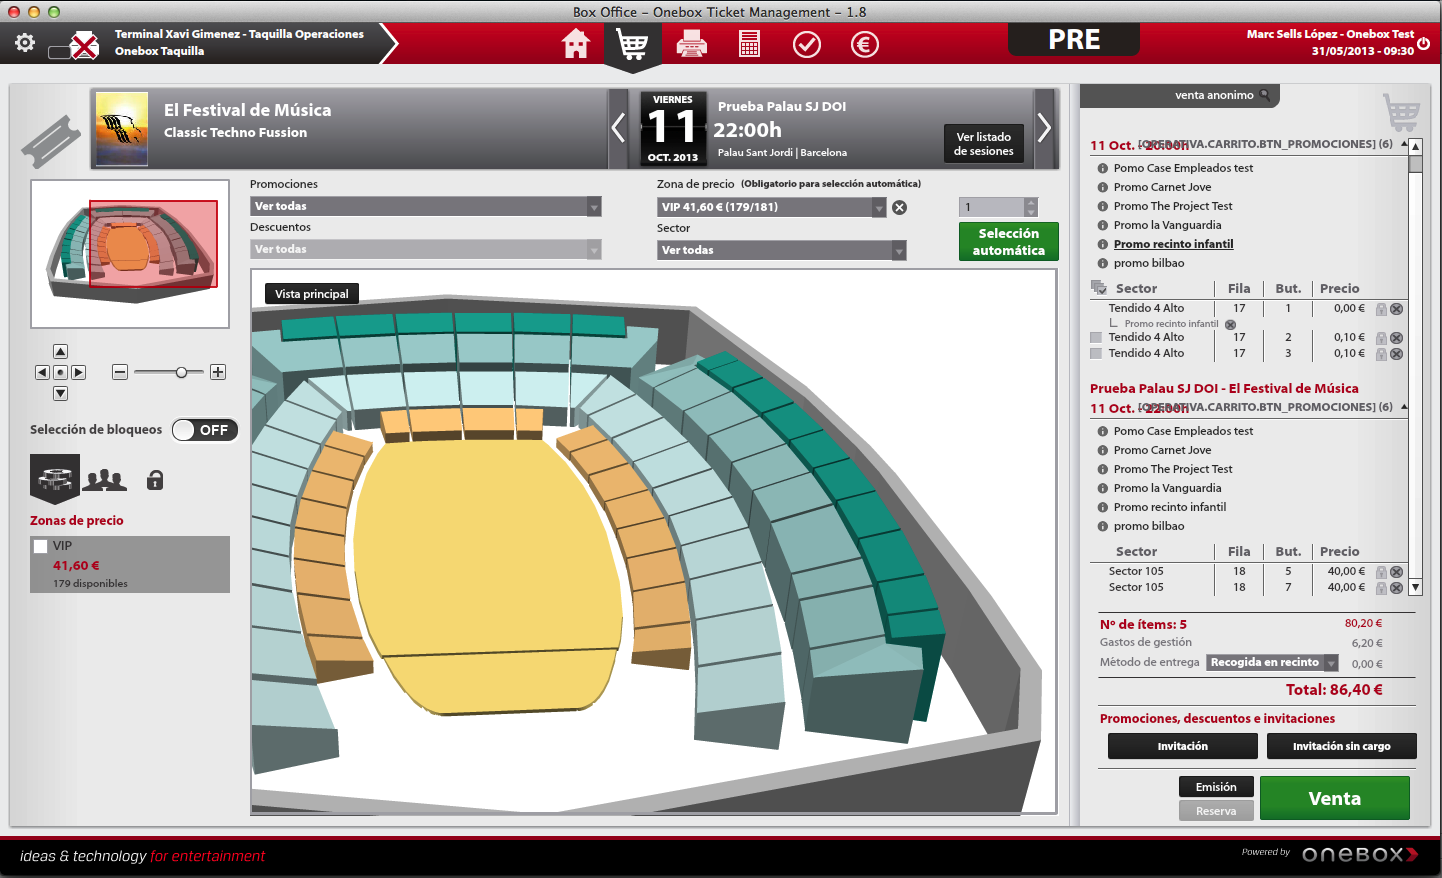 Box Office – Onebox Ticket Management – 1.8
Terminal Xavi Gimenez - Taquilla Operaciones
Onebox Taquilla
PRE
Marc Sells López - Onebox Test
31/05/2013 - 09:30
El Festival de Música
Classic Techno Fussion
VIERNES
11
OCT. 2013
Prueba Palau SJ DOI
22:00h
Palau Sant Jordi | Barcelona
Ver listado
de sesiones
Promociones
Ver todas
Descuentos
Ver todas
Zona de precio (Obligatorio para selección automática)
VIP 41,60 € (179/181)
1
Sector
Ver todas
Selección
automática
Vista principal
Selección de bloqueos
OFF
Zonas de precio
VIP
41,60 €
179 disponibles
venta anonimo
11 Oct. - 20:00h
[OPERATIVA.CARRITO.BTN_PROMOCIONES] (6)
Pomo Case Empleados test
Promo Carnet Jove
Promo The Project Test
Promo la Vanguardia
Promo recinto infantil
promo bilbao
Sector Fila But. Precio
Tendido 4 Alto 17 1 0,00 €
Promo recinto infantil
Tendido 4 Alto 17 2 0,10 €
Tendido 4 Alto 17 3 0,10 €
Prueba Palau SJ DOI - El Festival de Música
11 Oct. - 22:00h
[OPERATIVA.CARRITO.BTN_PROMOCIONES] (6)
Pomo Case Empleados test
Promo Carnet Jove
Promo The Project Test
Promo la Vanguardia
Promo recinto infantil
promo bilbao
Sector Fila But. Precio
Sector 105 18 5 40,00 €
Sector 105 18 7 40,00 €
Nº de ítems: 5 80,20 €
Gastos de gestión 6,20 €
Método de entrega Recogida en recinto 0,00 €
Total: 86,40 €
Promociones, descuentos e invitaciones
Invitación
Invitación sin cargo
Emisión
Reserva
Venta
ideas & technology for entertainment
Powered by onebox